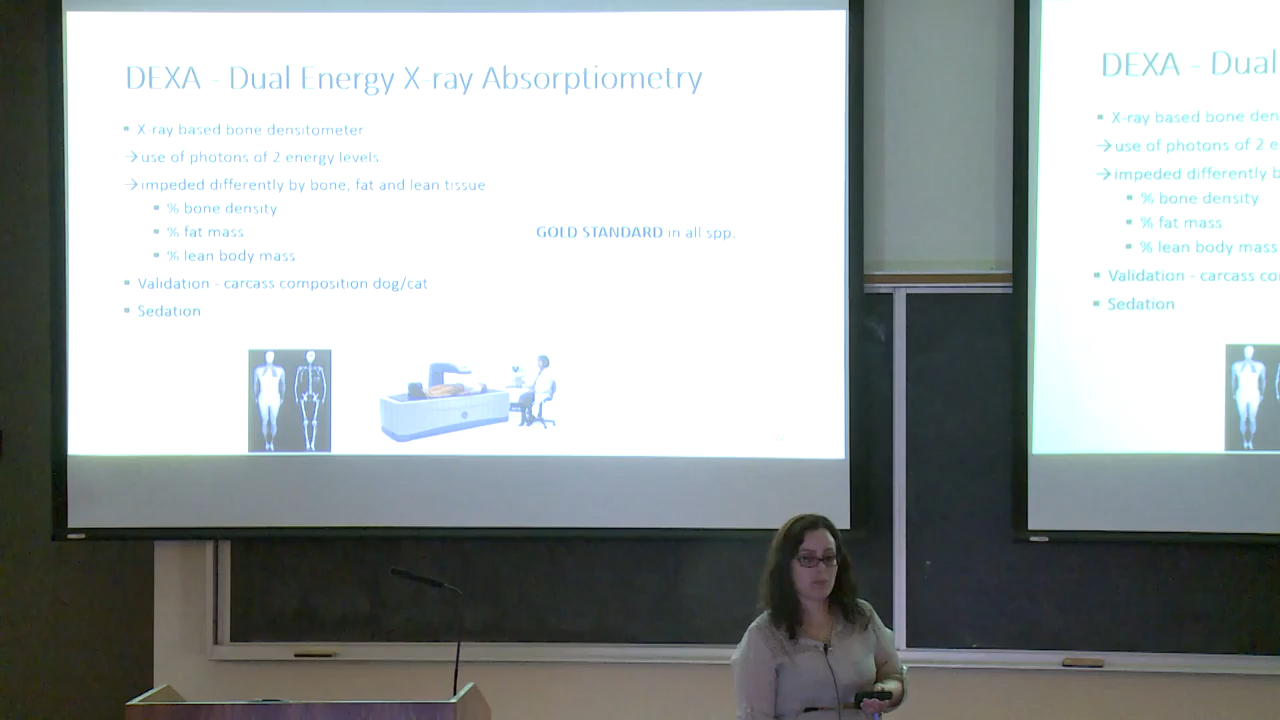 DEXA - Dual Energy X-ray Absorptiometry
▪ X-ray based bone densitometer
→ use of photons of 2 energy levels
→ impeded differently by bone, fat and lean tissue
▪ % bone density
▪ % fat mass
GOLD STANDARD in all spp.
▪ % lean body mass
▪ Validation - carcass composition dog/cat
▪ Sedation
DEXA - Dual
▪ X-ray based bone den
→ use of photons of 2 e
→ impeded differently b
▪ % bone density
▪ % fat mass
▪ % lean body mass
▪ Validation - carcass co
▪ Sedation